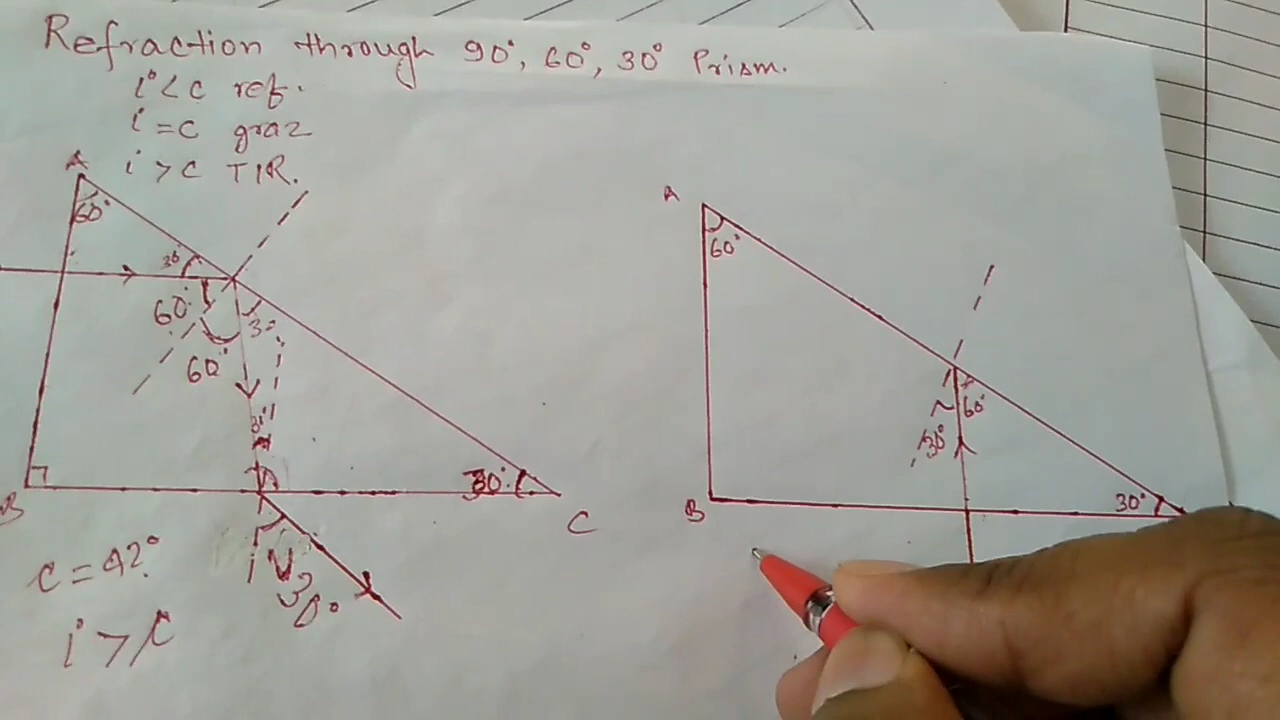 Refraction through 90°, 60°, 30° Prism.
i < c ref.
i = c graz
i > c TIR.
A
60°
30°
60°
30
60°
30°
B
C
c = 42°
i > c
A
60°
60°
30°
30°
B